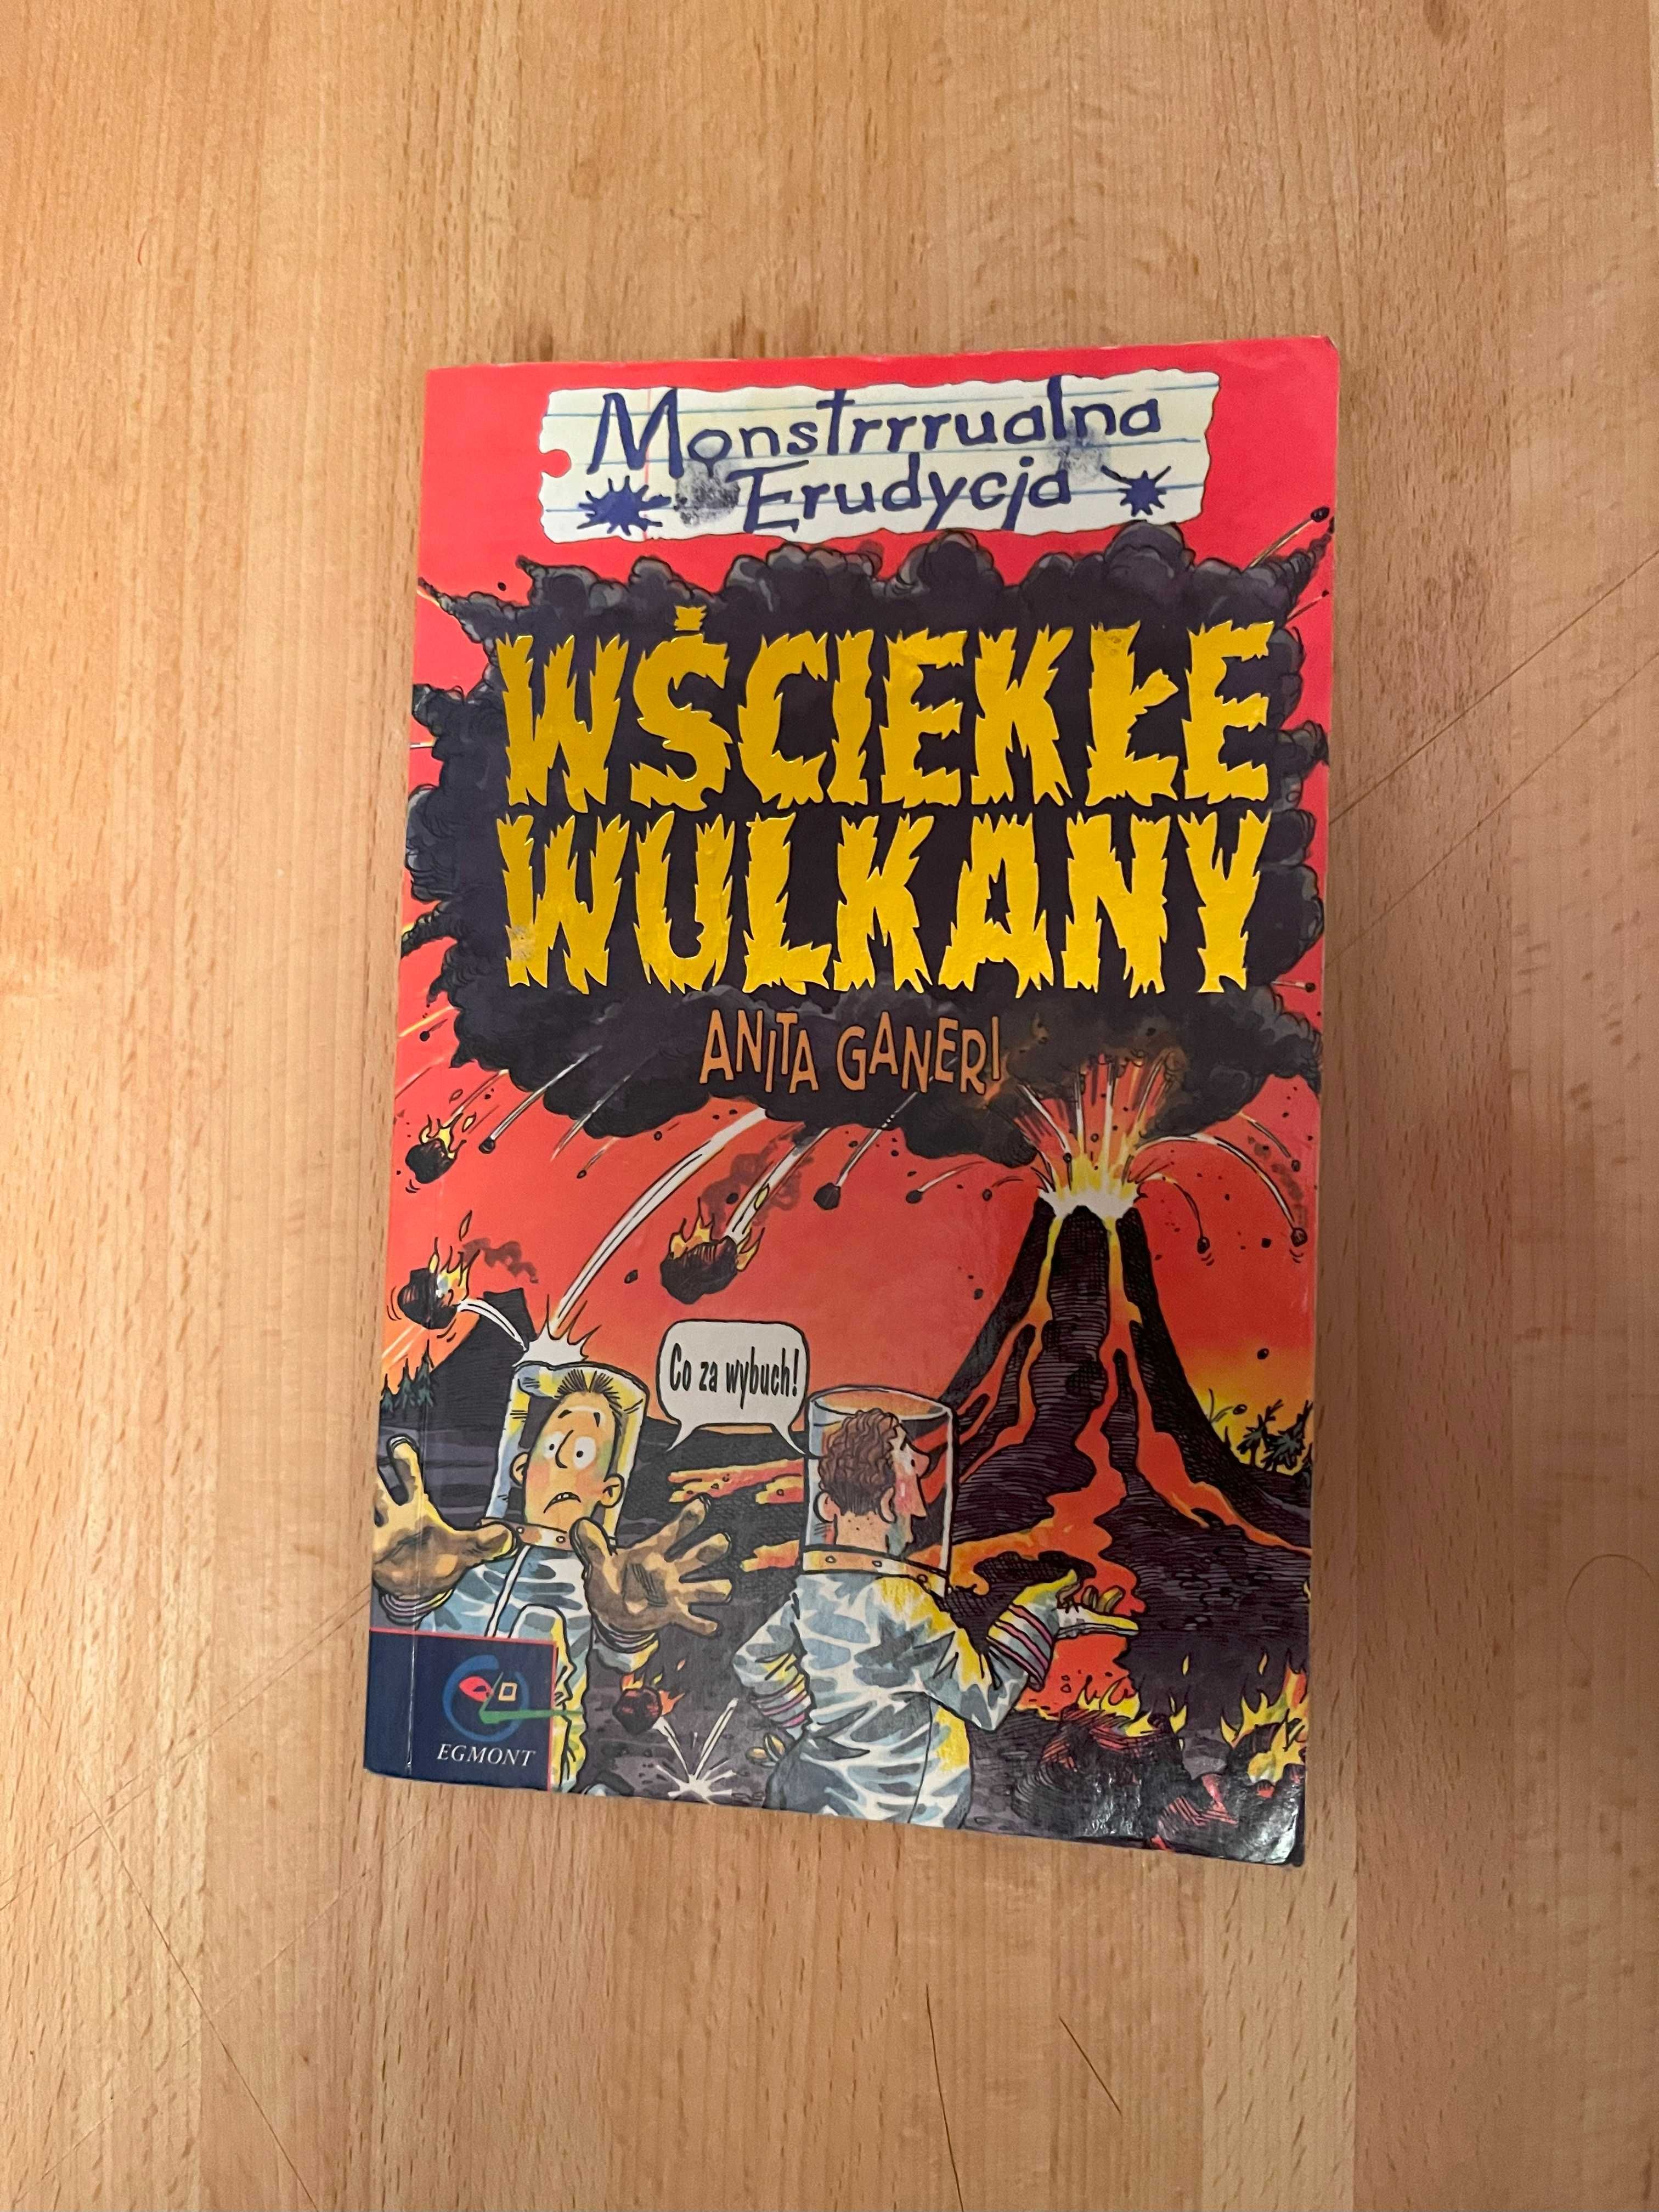 Monstrrrualna
Erudycja
WŚCIEKŁE
WULKANY
ANITA GANERI
Co za wybuch!
EGMONT